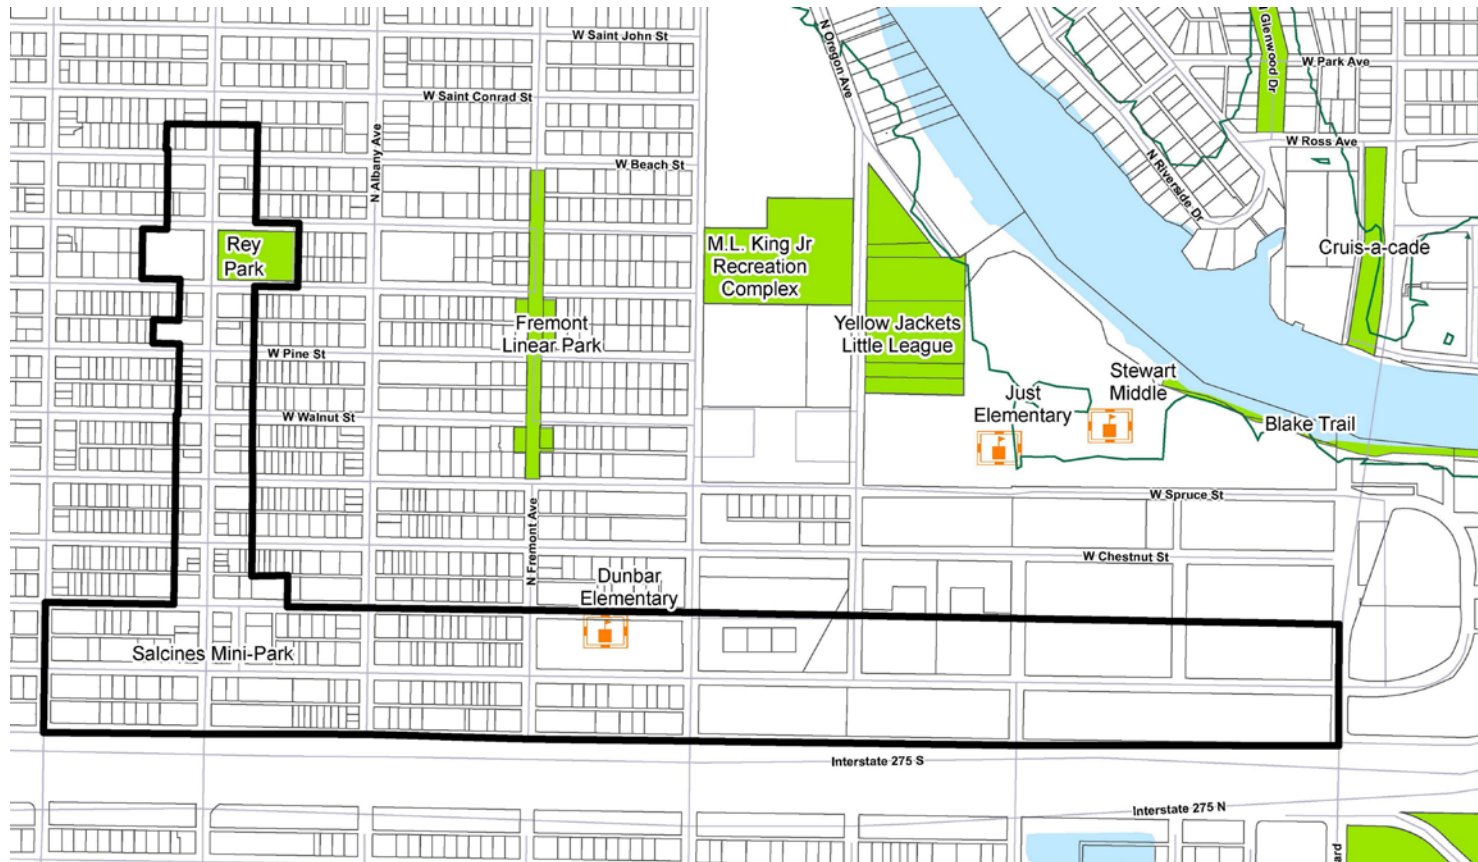 W Saint John St
N Oregon Ave
N Glenwood Dr
W Park Ave
W Saint Conrad St
N Albany Ave
W Beach St
W Ross Ave
N Riverside Dr
Rey
Park
M.L. King Jr
Recreation
Complex
Cruis-a-cade
Fremont
Linear Park
Yellow Jackets
Little League
W Pine St
Stewart
Middle
Just
Elementary
W Walnut St
Blake Trail
W Spruce St
N Fremont Ave
W Chestnut St
Dunbar
Elementary
Salcines Mini-Park
Interstate 275 S
Interstate 275 N
ard